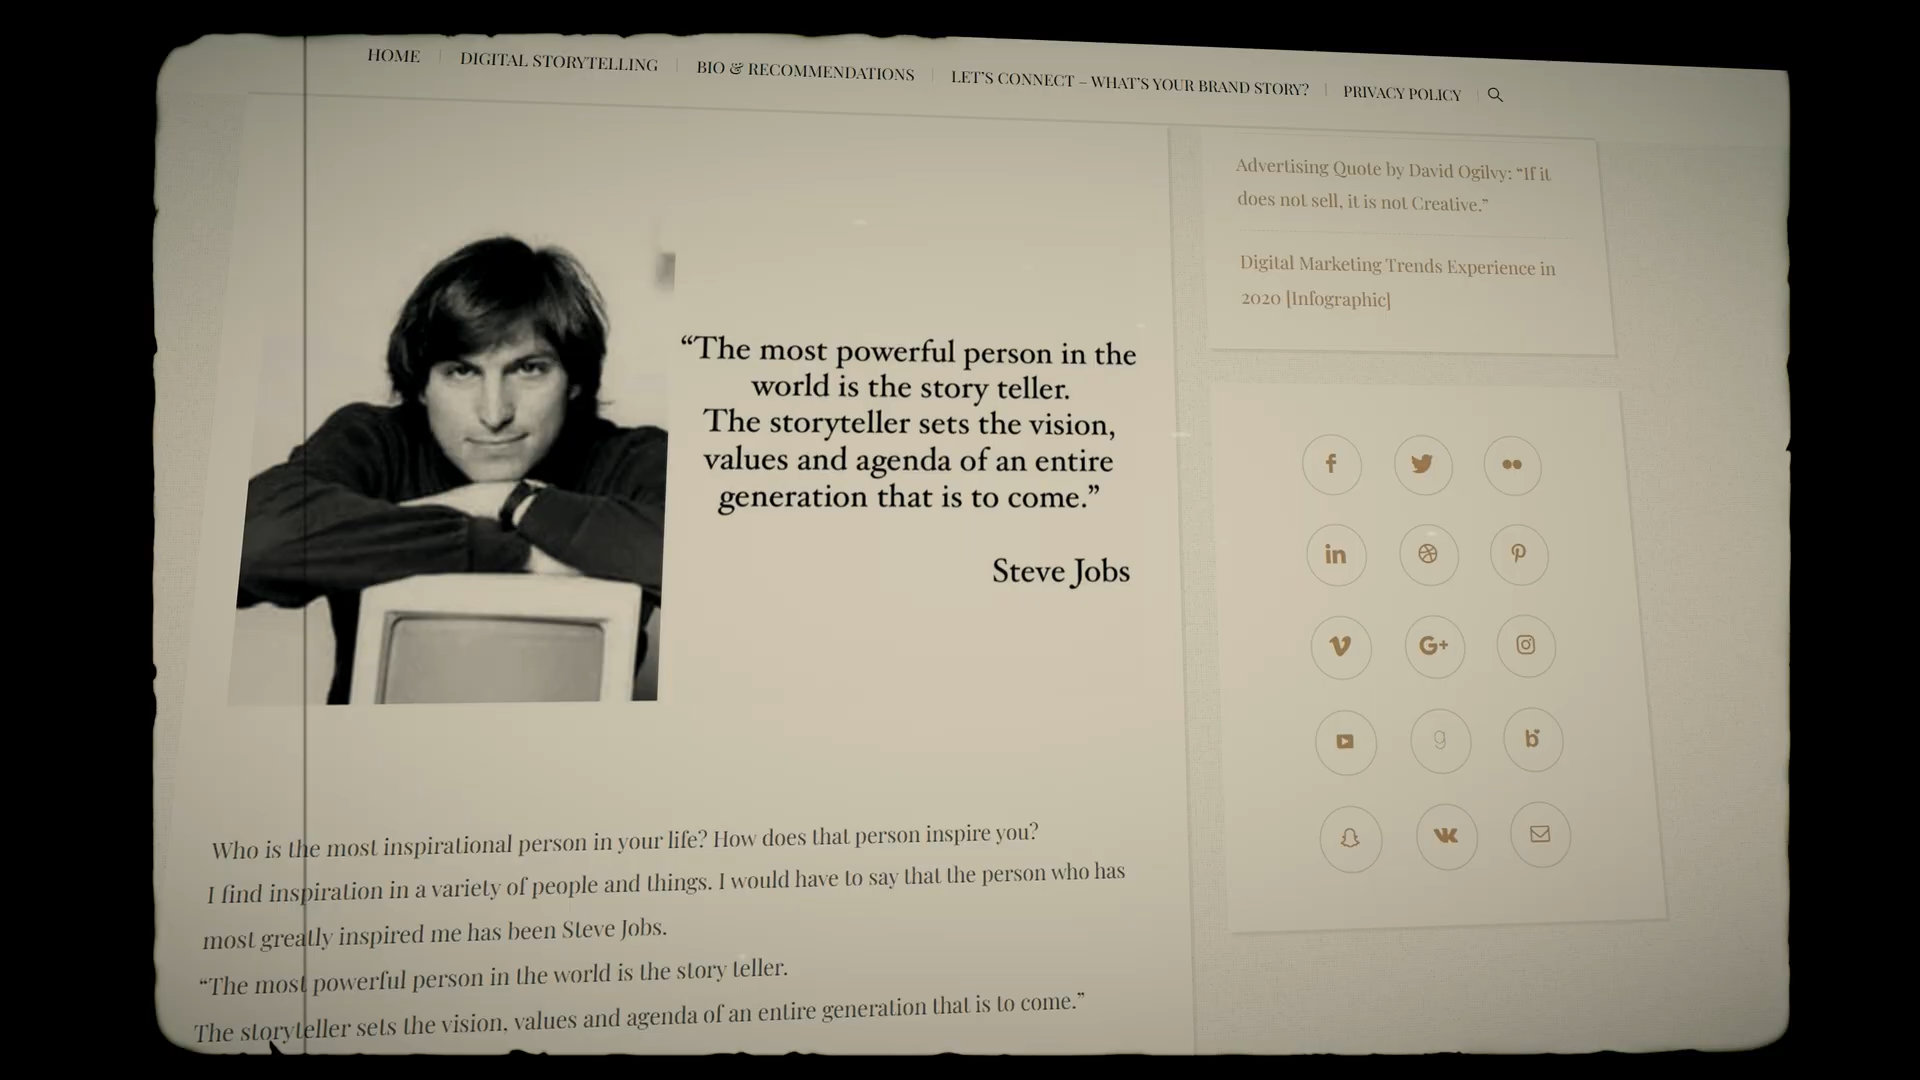 HOME
DIGITAL STORYTELLING
BIO & RECOMMENDATIONS
LET'S CONNECT – WHAT'S YOUR BRAND STORY?
PRIVACY POLICY
“The most powerful person in the
world is the story teller.
The storyteller sets the vision,
values and agenda of an entire
generation that is to come.”
Steve Jobs
Who is the most inspirational person in your life? How does that person inspire you?
I find inspiration in a variety of people and things. I would have to say that the person who has
most greatly inspired me has been Steve Jobs.
“The most powerful person in the world is the story teller.
The storyteller sets the vision, values and agenda of an entire generation that is to come.”
Advertising Quote by David Ogilvy: “If it
does not sell, it is not Creative.”
Digital Marketing Trends Experience in
2020 [Infographic]